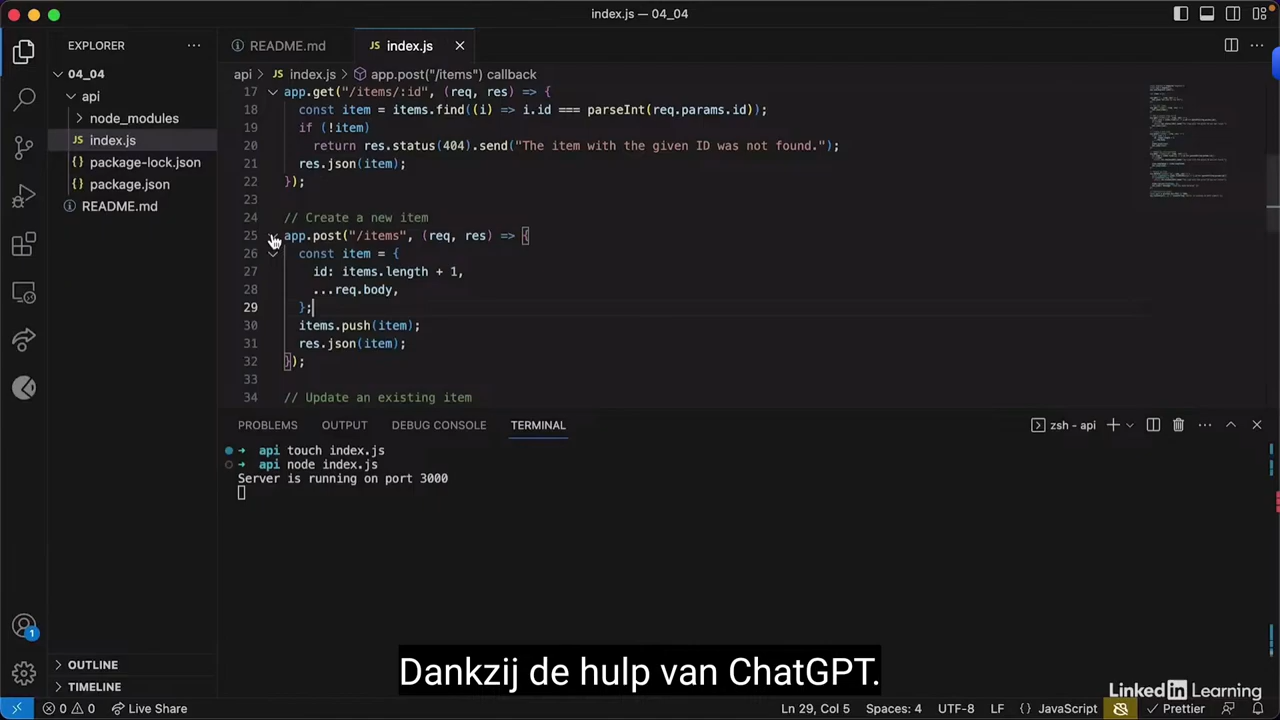 index.js — 04_04
EXPLORER
README.md
JS index.js
04_04
api
node_modules
JS index.js
{} package-lock.json
{} package.json
README.md
OUTLINE
TIMELINE
api > JS index.js > app.post("/items") callback
17 app.get("/items/:id", (req, res) => {
18 const item = items.find((i) => i.id === parseInt(req.params.id));
19 if (!item)
20 return res.status(404).send("The item with the given ID was not found.");
21 res.json(item);
22 });
23
24 // Create a new item
25 app.post("/items", (req, res) => {
26 const item = {
27 id: items.length + 1,
28 ...req.body,
29 };
30 items.push(item);
31 res.json(item);
32 });
33
34 // Update an existing item
PROBLEMS OUTPUT DEBUG CONSOLE TERMINAL
zsh - api
➜ api touch index.js
➜ api node index.js
Server is running on port 3000
Dankzij de hulp van ChatGPT.
LinkedIn Learning
1
0 0 Live Share
Ln 29, Col 5 Spaces: 4 UTF-8 LF {} JavaScript Prettier